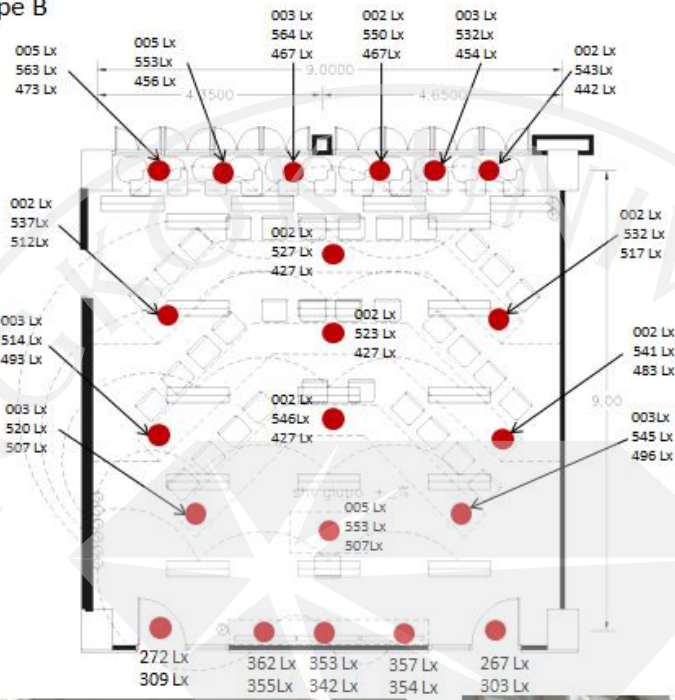 pe B
005 Lx
563 Lx
473 Lx
005 Lx
553Lx
456 Lx
003 Lx
564 Lx
467 Lx
002 Lx
550 Lx
467Lx
003 Lx
532Lx
454 Lx
002 Lx
543Lx
442 Lx
9.0000
4.3500
4.6500
002 Lx
537Lx
512Lx
002 Lx
527 Lx
427 Lx
002 Lx
532 Lx
517 Lx
003 Lx
514 Lx
493 Lx
002 Lx
523 Lx
427 Lx
002 Lx
541 Lx
483 Lx
9.00
003 Lx
520 Lx
507 Lx
002 Lx
546Lx
427 Lx
003Lx
545 Lx
496 Lx
005 Lx
553 Lx
507Lx
272 Lx
309 Lx
362 Lx
355Lx
353 Lx
342 Lx
357 Lx
354 Lx
267 Lx
303 Lx